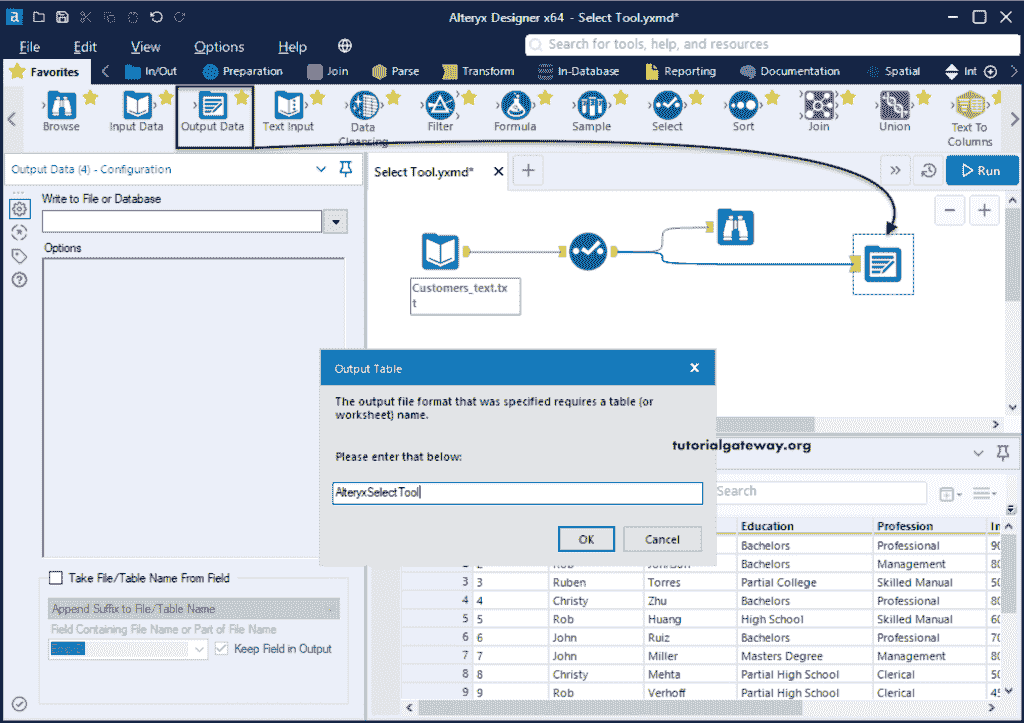 Alteryx Designer x64 - Select Tool.yxmd*
File Edit View Options Help
Search for tools, help, and resources
Favorites In/Out Preparation Join Parse Transform In-Database Reporting Documentation Spatial Int
Browse Input Data Output Data Text Input Data Cleansing Filter Formula Sample Select Sort Join Union Text To Columns
Output Data (4) - Configuration
Select Tool.yxmd*
Run
Write to File or Database
Options
Customers_text.tx
t
Output Table
The output file format that was specified requires a table (or
worksheet) name.
Please enter that below:
AlteryxSelectTool
OK Cancel
tutorialgateway.org
Search
Education Profession In
Bachelors Professional 90
2 Rob Johnson Bachelors Management 80
3 3 Ruben Torres Partial College Skilled Manual 50
4 4 Christy Zhu Bachelors Professional 80
5 5 Rob Huang High School Skilled Manual 60
6 6 John Ruiz Bachelors Professional 70
7 7 John Miller Masters Degree Management 80
8 8 Christy Mehta Partial High School Clerical 50
9 9 Rob Verhoff Partial High School Clerical 45
Take File/Table Name From Field
Append Suffix to File/Table Name
Field Containing File Name or Part of File Name
Keep Field in Output